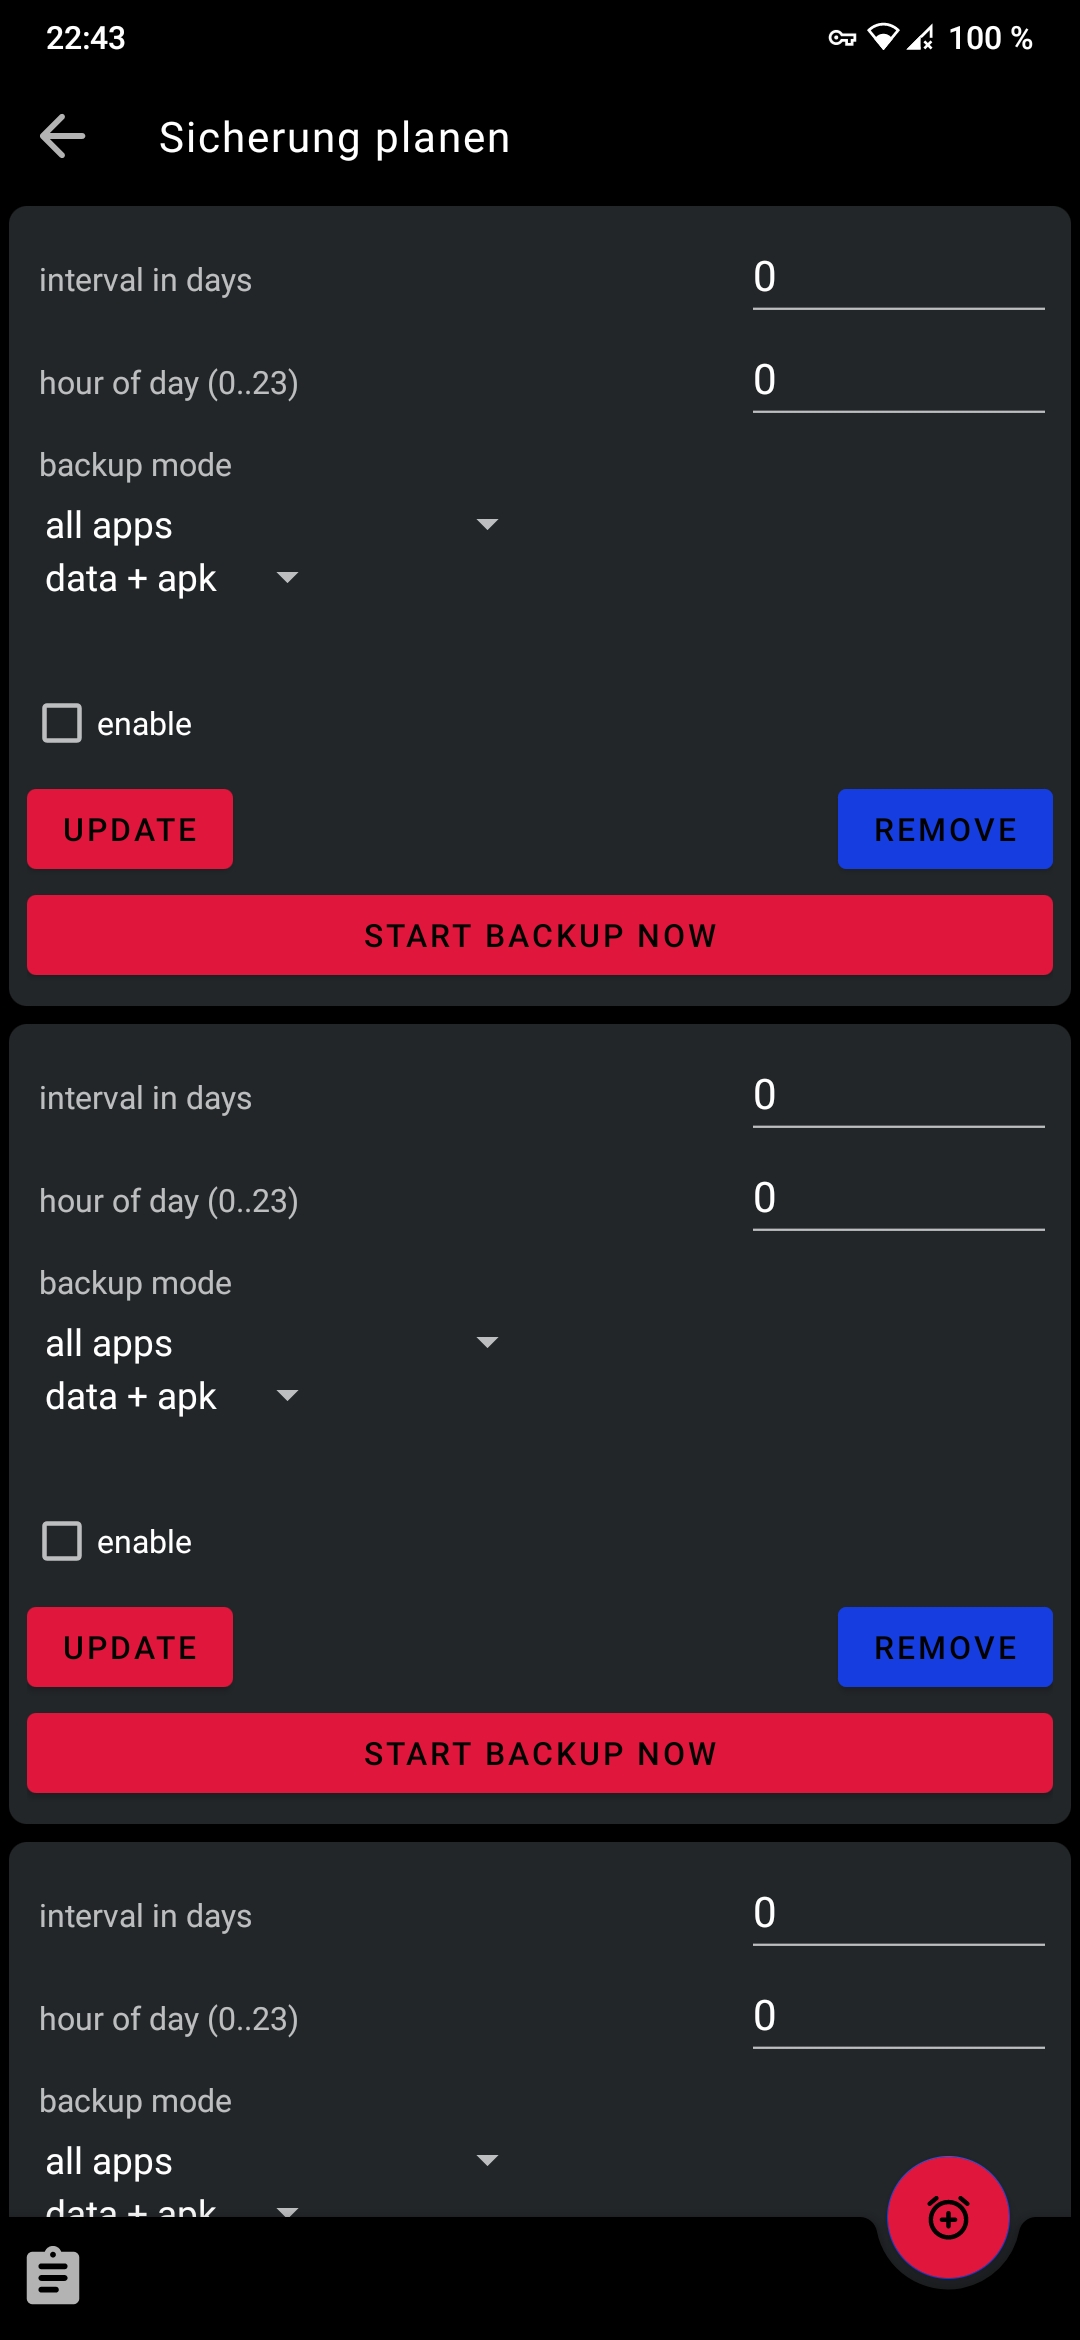 22:43 100 %
Sicherung planen
interval in days 0
hour of day (0..23) 0
backup mode
all apps
data + apk
enable
UPDATE REMOVE
START BACKUP NOW
interval in days 0
hour of day (0..23) 0
backup mode
all apps
data + apk
enable
UPDATE REMOVE
START BACKUP NOW
interval in days 0
hour of day (0..23) 0
backup mode
all apps
data + apk